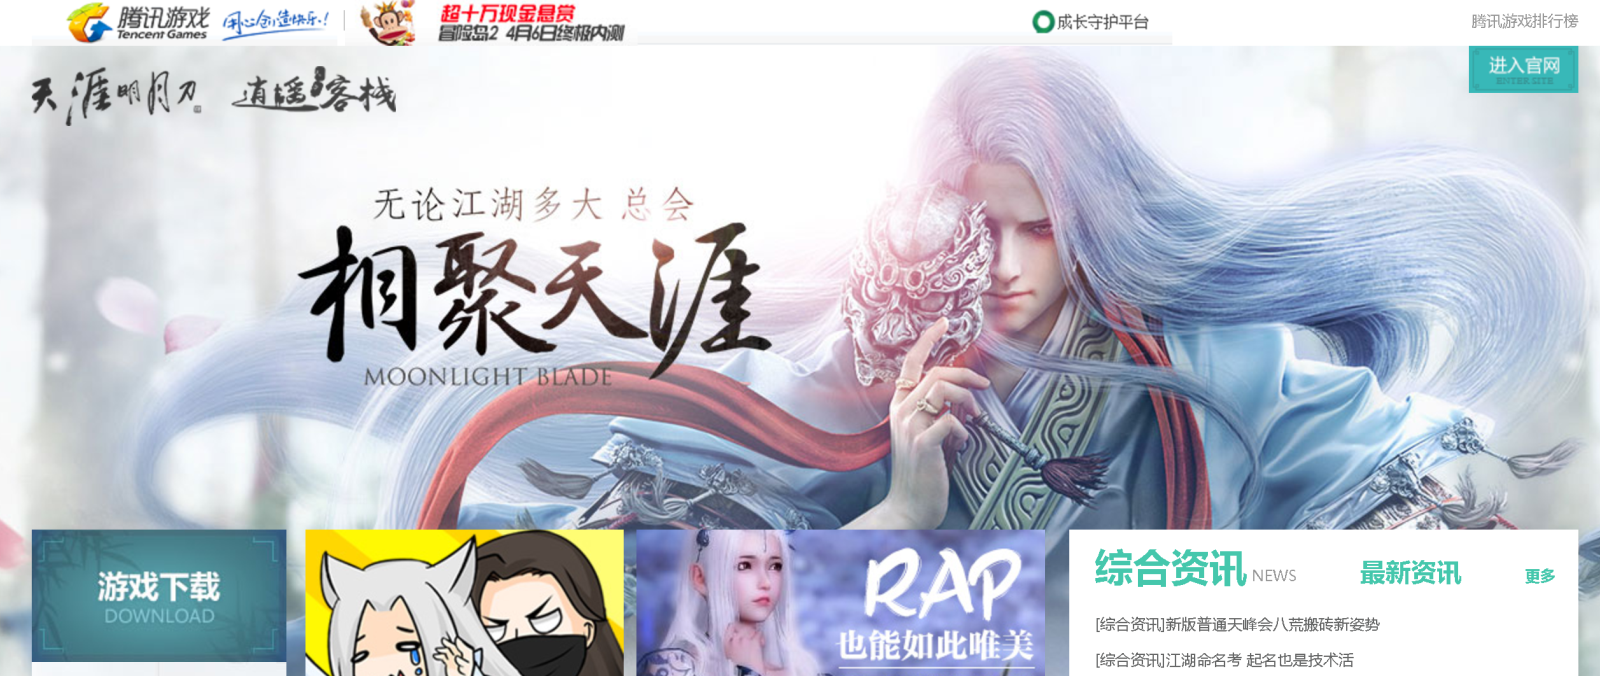 腾讯游戏 用心创造快乐！
Tencent Games
超十万现金悬赏
冒险岛2 4月6日终极内测
成长守护平台
腾讯游戏排行榜
天涯明月刀 逍遥客栈
进入官网
ENTER SITE
无论江湖多大 总会
相聚天涯
MOONLIGHT BLADE
游戏下载
DOWNLOAD
RAP
也能如此唯美
综合资讯 NEWS 最新资讯 更多
[综合资讯]新版普通天峰会八荒搬砖新姿势
[综合资讯]江湖命名考 起名也是技术活